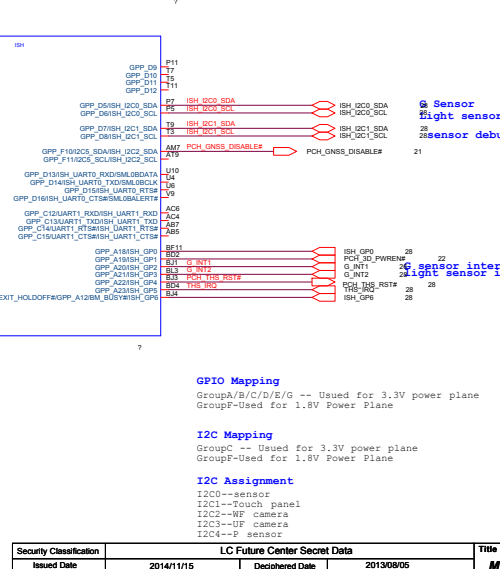 ?
ISH
GPP_D9 P11
GPP_D10 T7
GPP_D11 T5
GPP_D12 T11
GPP_D5/ISH_I2C0_SDA P7 ISH_I2C0_SDA ISH_I2C0_SDA 28 G Sensor
GPP_D6/ISH_I2C0_SCL P5 ISH_I2C0_SCL ISH_I2C0_SCL 28 Light sensor
GPP_D7/ISH_I2C1_SDA T9 ISH_I2C1_SDA ISH_I2C1_SDA 28
GPP_D8/ISH_I2C1_SCL T3 ISH_I2C1_SCL ISH_I2C1_SCL 28 sensor debu
GPP_F10/I2C5_SDA/ISH_I2C2_SDA AM7 PCH_GNSS_DISABLE# PCH_GNSS_DISABLE# 21
GPP_F11/I2C5_SCL/ISH_I2C2_SCL AT9
GPP_D13/ISH_UART0_RXD/SML0BDATA U10
GPP_D14/ISH_UART0_TXD/SML0BCLK U4
GPP_D15/ISH_UART0_RTS# U6
GPP_D16/ISH_UART0_CTS#/SML0BALERT# V9
GPP_C12/UART1_RXD/ISH_UART1_RXD AC6
GPP_C13/UART1_TXD/ISH_UART1_TXD AC4
GPP_C14/UART1_RTS#/ISH_UART1_RTS# AB7
GPP_C15/UART1_CTS#/ISH_UART1_CTS# AB5
GPP_A18/ISH_GP0 BF11 ISH_GP0 28
GPP_A19/ISH_GP1 BD2 PCH_3D_PWREN# 22
GPP_A20/ISH_GP2 BJ1 G_INT1 G_INT1 28 G sensor inter
GPP_A21/ISH_GP3 BL3 G_INT2 G_INT2 28 Light sensor i
GPP_A22/ISH_GP4 BJ3 PCH_THS_RST# PCH_THS_RST# 28
GPP_A23/ISH_GP5 BD4 THS_IRQ THS_IRQ 28
EXIT_HOLDOFF#/GPP_A12/BM_BUSY#/ISH_GP6 BJ4 ISH_GP6 28
?
GPIO Mapping
GroupA/B/C/D/E/G -- Usued for 3.3V power plane
GroupF-Used for 1.8V Power Plane
I2C Mapping
GroupC -- Usued for 3.3V power plane
GroupF-Used for 1.8V Power Plane
I2C Assignment
I2C0--sensor
I2C1--Touch panel
I2C2--WF camera
I2C3--UF camera
I2C4--P sensor
Security Classification LC Future Center Secret Data Title
Issued Date 2014/11/15 Deciphered Date 2013/08/05 M